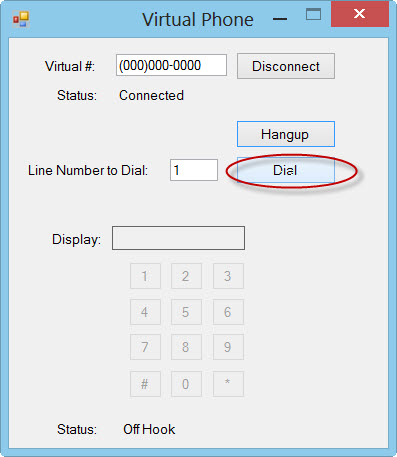 Virtual Phone
Virtual #: (000)000-0000 Disconnect
Status: Connected
Hangup
Line Number to Dial: 1 Dial
Display:
1 2 3
4 5 6
7 8 9
# 0 *
Status: Off Hook